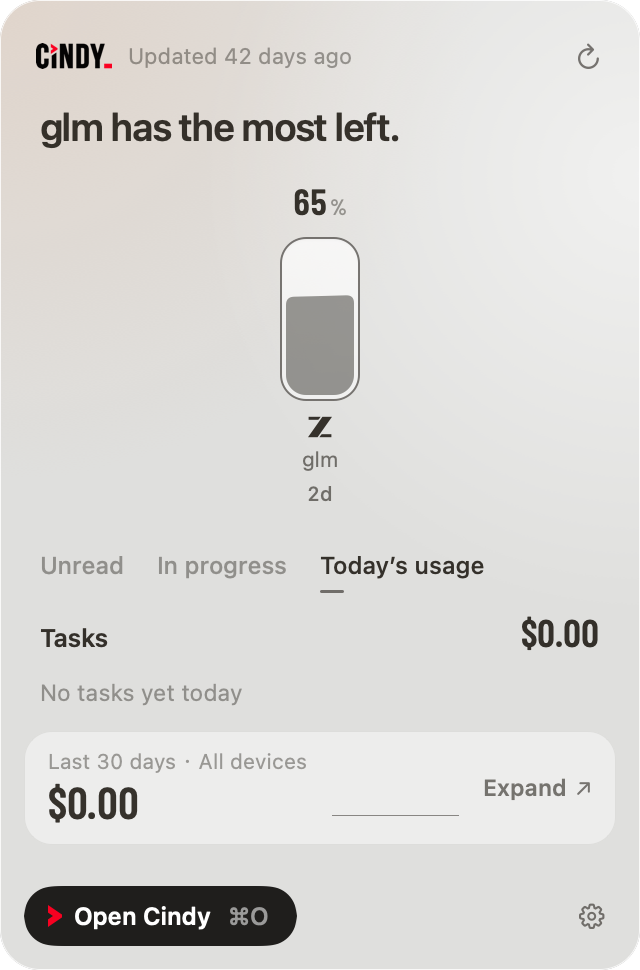 CiNDY_ Updated 42 days ago
glm has the most left.
65 %
Z
glm
2d
Unread In progress Today’s usage
Tasks $0.00
No tasks yet today
Last 30 days · All devices
$0.00 Expand ↗
Open Cindy ⌘O